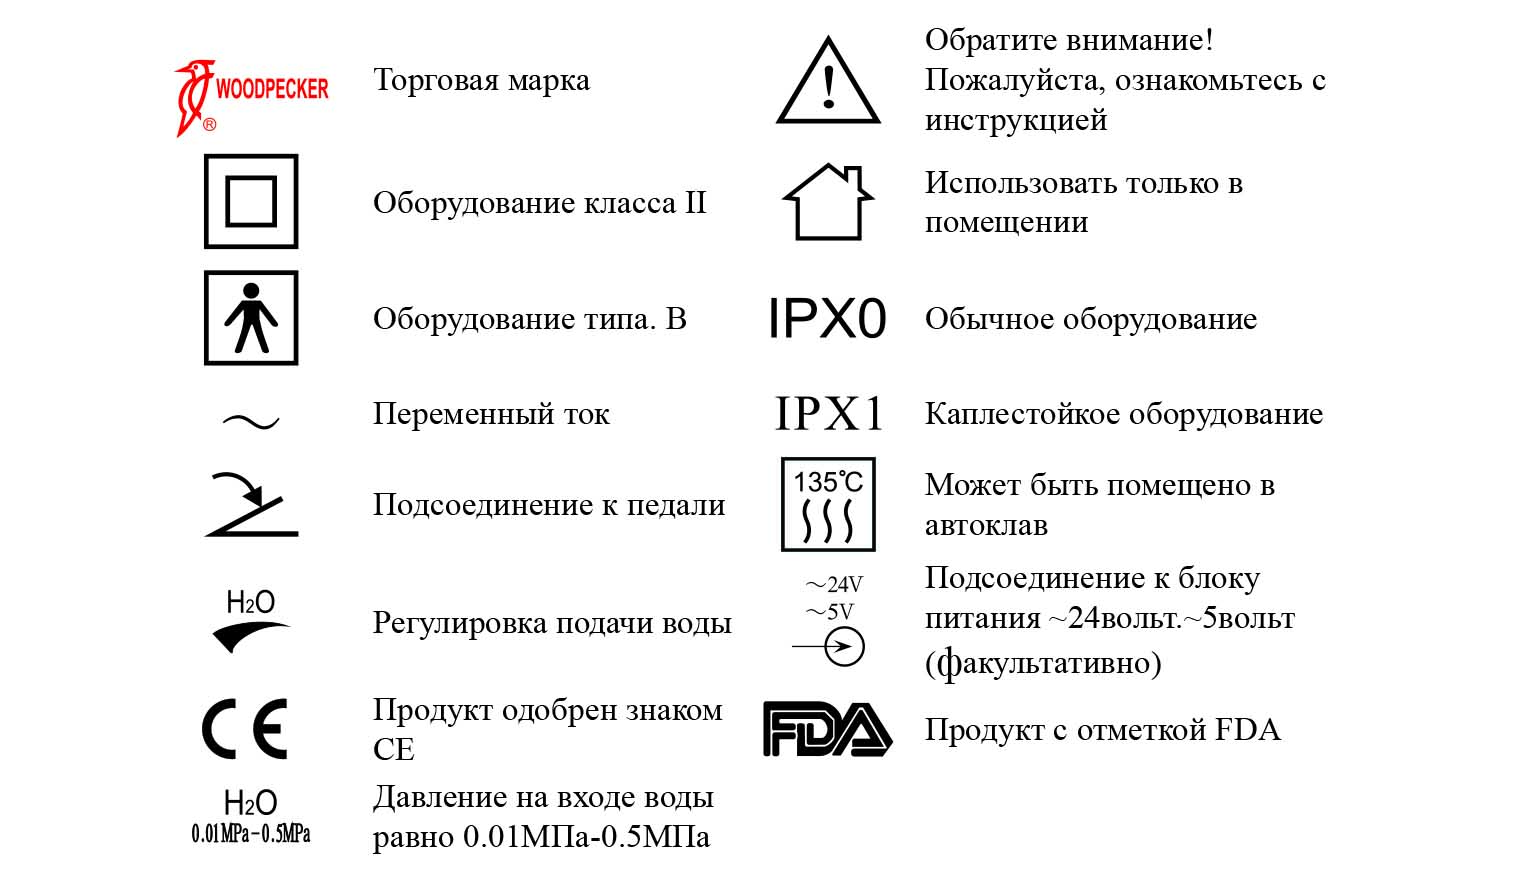 WOODPECKER
®
Торговая марка
Оборудование класса II
Оборудование типа. В
Переменный ток
Подсоединение к педали
H2O
Регулировка подачи воды
CE
Продукт одобрен знаком
CE
H2O
0.01MPa-0.5MPa
Давление на входе воды
равно 0.01МПа-0.5МПа
!
Обратите внимание!
Пожалуйста, ознакомьтесь с
инструкцией
Использовать только в
помещении
IPX0
Обычное оборудование
IPX1
Каплестойкое оборудование
135℃
Может быть помещено в
автоклав
~24V
~5V
Подсоединение к блоку
питания ~24вольт.~5вольт
(факультативно)
FDA
Продукт с отметкой FDA